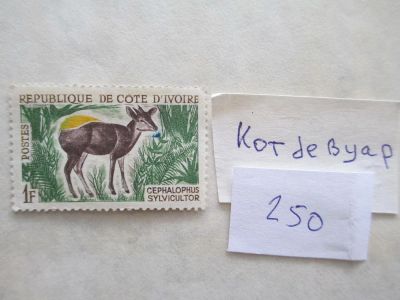 REPUBLIQUE DE COTE D'IVOIRE
POSTES
1F
CEPHALOPHUS
SYLVICULTOR
Кот де Вуар
250